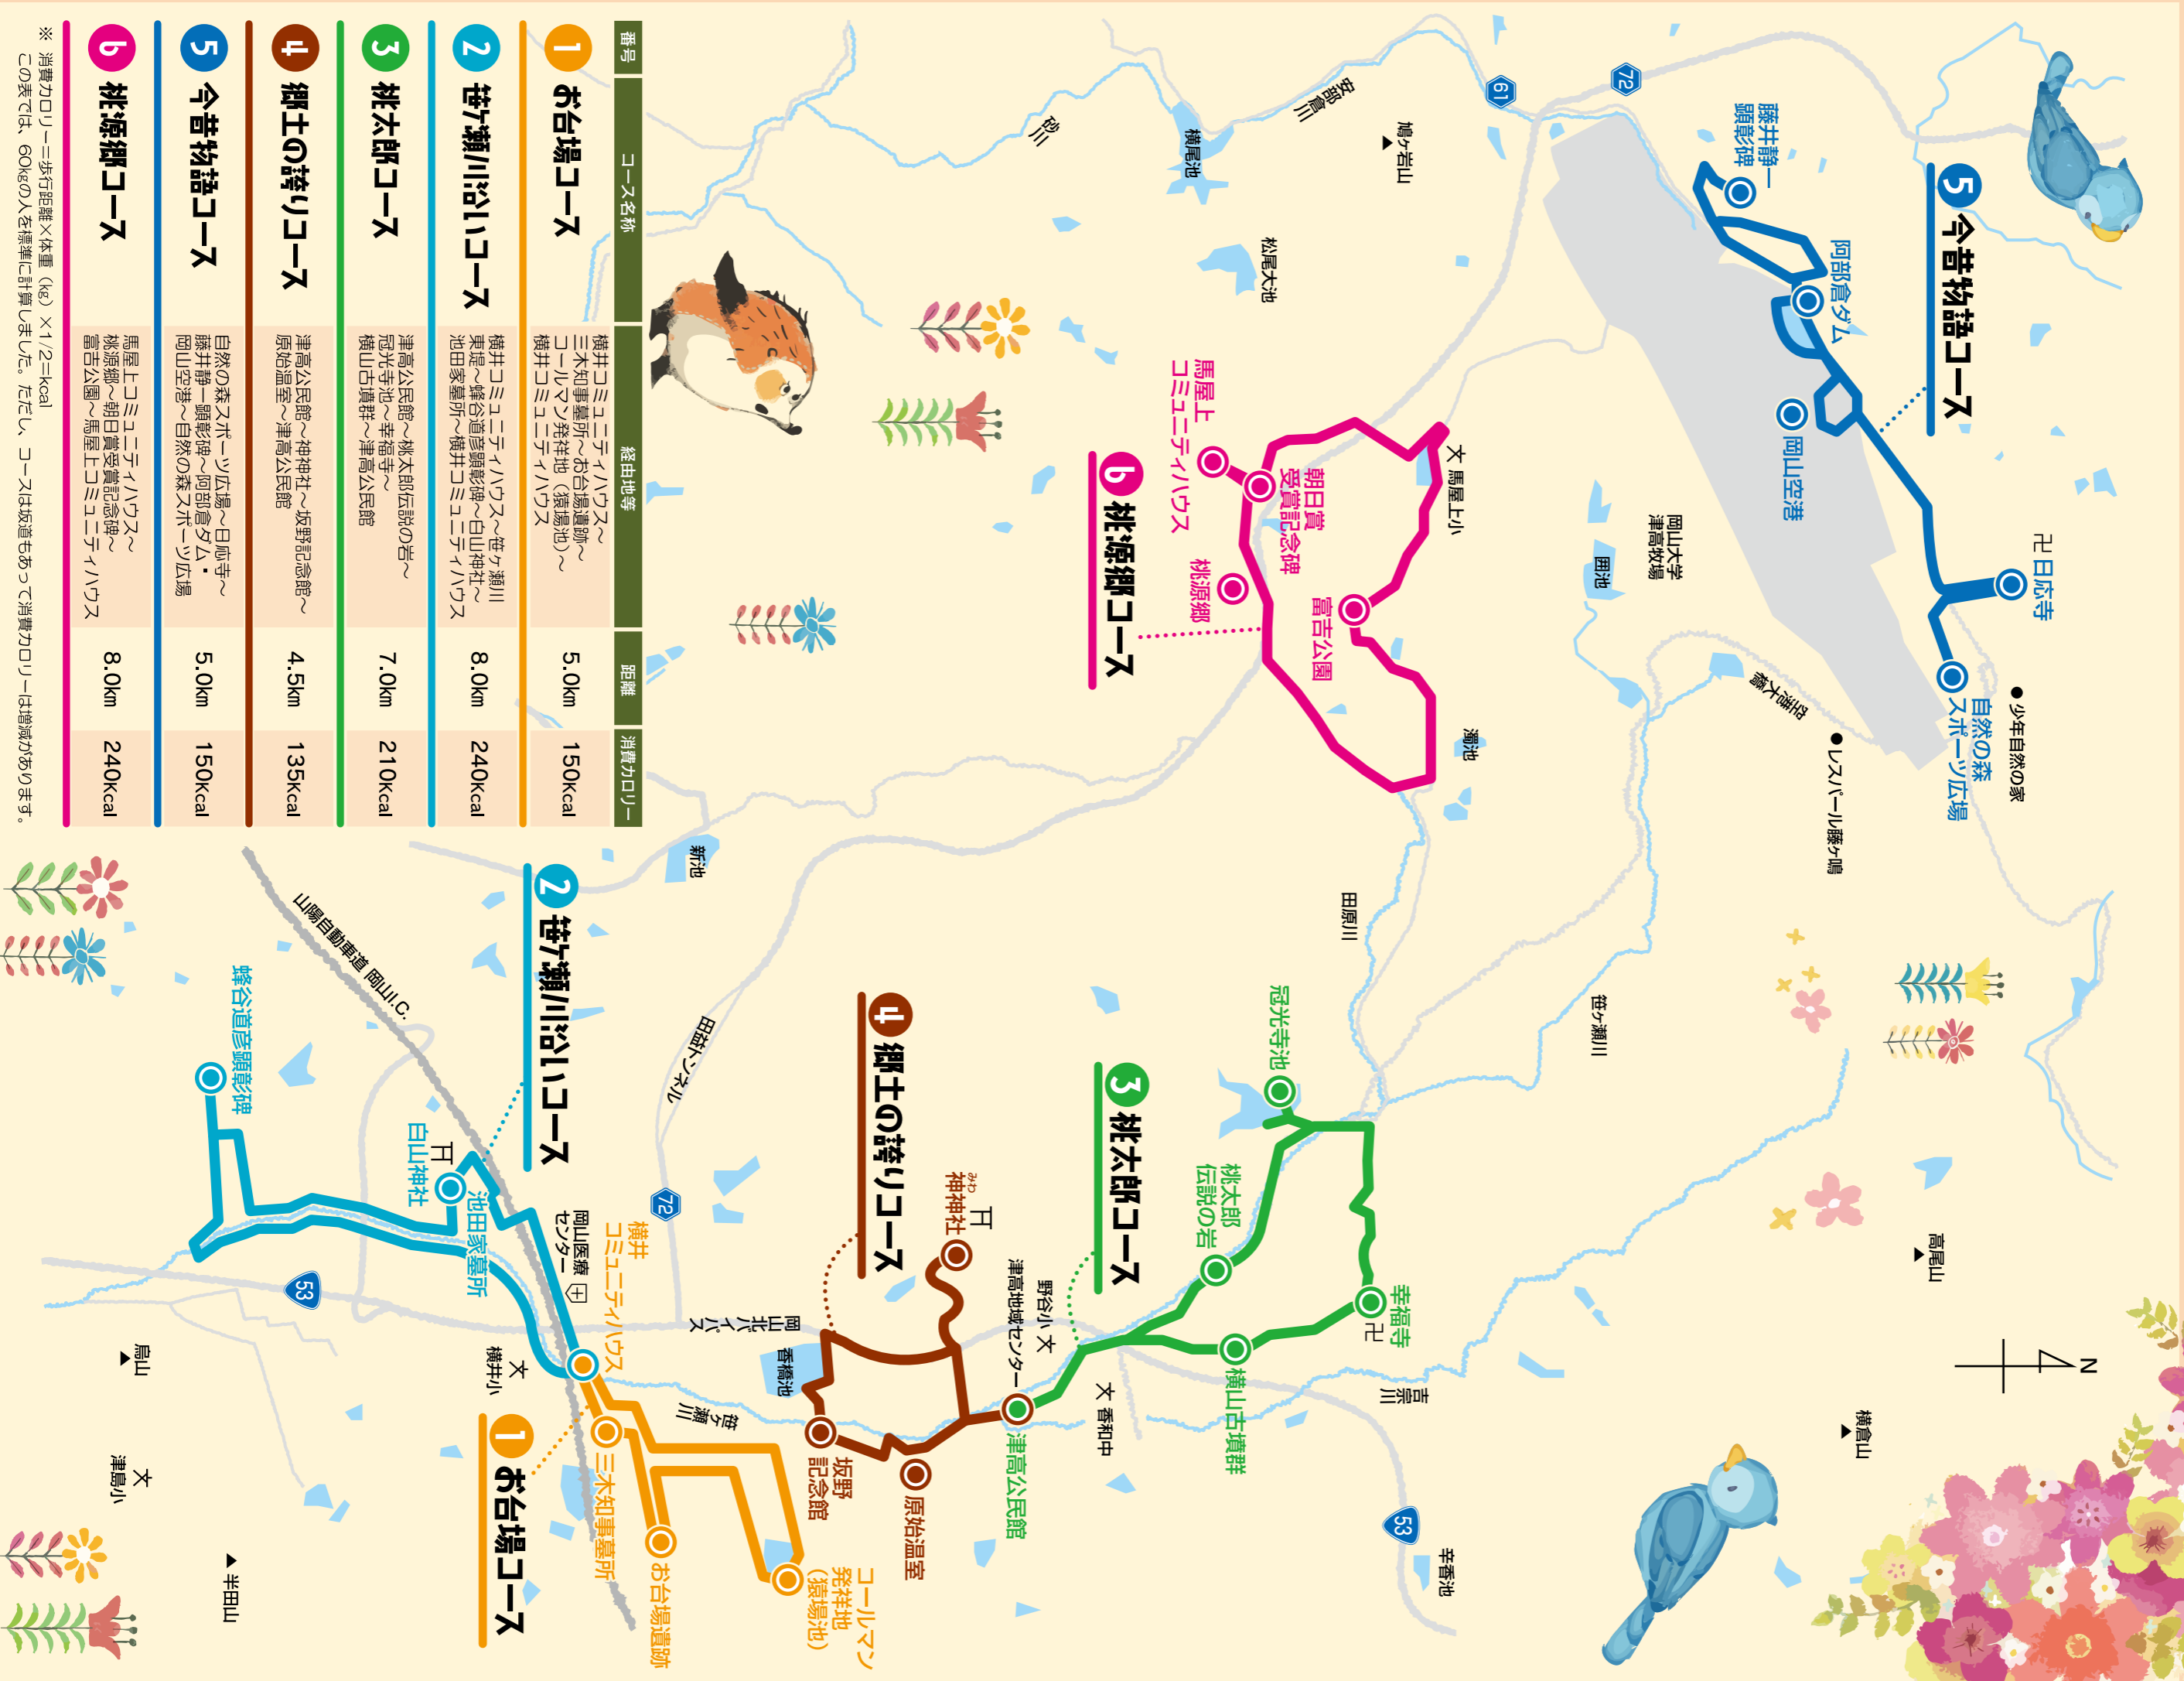 5 今昔物語コース
藤井静一
顕彰碑
阿部倉ダム
岡山空港
卍 日応寺
自然の森
スポーツ広場
少年自然の家
レスパール藤ヶ鳴
空港大橋
岡山大学
津高牧場
囲池
72
61
安部倉川
砂川
鳩ヶ岩山
横尾池
松尾大池
6 桃源郷コース
馬屋上
コミュニティハウス
朝日賞
受賞記念碑
桃源郷
富吉公園
文 馬屋上小
濁池
田原川
笹ヶ瀬川
N
高尾山
横倉山
吉宗川
53
辛香池
3 桃太郎コース
冠光寺池
桃太郎
伝説の岩
幸福寺
卍
横山古墳群
津高公民館
野谷小 文
津高地域センター
文 香和中
4 郷土の誇りコース
みわ
神神社
坂野
記念館
原始温室
香橋池
岡山北バイパス
田益トンネル
72
新池
笹ヶ瀬川
2 笹ケ瀬川沿いコース
蜂谷道彦顕彰碑
白山神社
池田家墓所
岡山医療
センター
横井
コミュニティハウス
文
横井小
山陽自動車道 岡山I.C.
53
1 お台場コース
三木知事墓所
お台場遺跡
コールマン
発祥地
（猿場池）
烏山
文
津島小
半田山
番号 コース名称 経由地等 距離 消費カロリー
1 お台場コース
横井コミュニティハウス～
三木知事墓所～お台場遺跡～
コールマン発祥地（猿場池）～
横井コミュニティハウス
5.0km 150kcal
2 笹ケ瀬川沿いコース
横井コミュニティハウス～笹ヶ瀬川
東堤～蜂谷道彦顕彰碑～白山神社～
池田家墓所～横井コミュニティハウス
8.0km 240kcal
3 桃太郎コース
津高公民館～桃太郎伝説の岩～
冠光寺池～幸福寺～
横山古墳群～津高公民館
7.0km 210kcal
4 郷土の誇りコース
津高公民館～神神社～坂野記念館～
原始温室～津高公民館
4.5km 135kcal
5 今昔物語コース
自然の森スポーツ広場～日応寺～
藤井静一顕彰碑～阿部倉ダム・
岡山空港～自然の森スポーツ広場
5.0km 150kcal
6 桃源郷コース
馬屋上コミュニティハウス～
桃源郷～朝日賞受賞記念碑～
富吉公園～馬屋上コミュニティハウス
8.0km 240kcal
※ 消費カロリー＝歩行距離×体重（kg）×1/2＝kcal
この表では、60kgの人を標準に計算しました。ただし、コースは坂道もあって消費カロリーは増減があります。